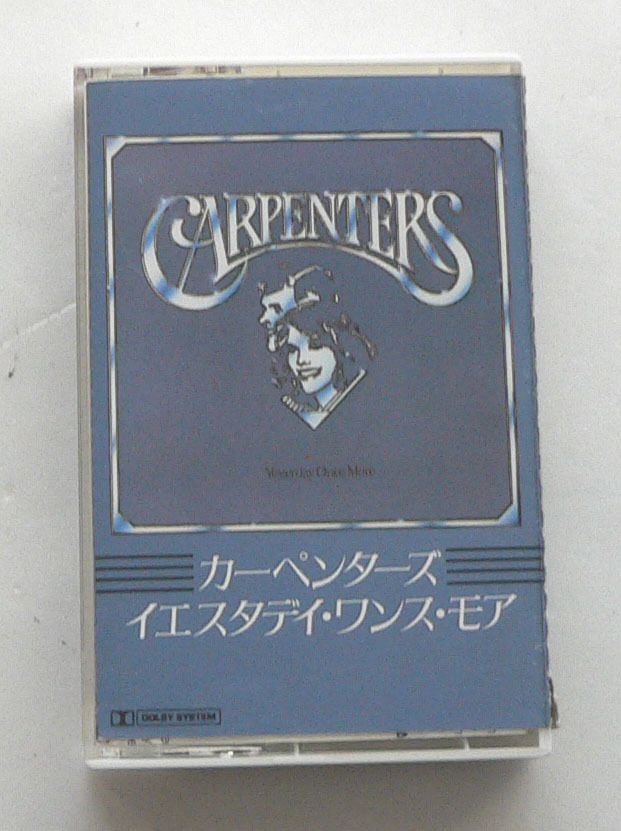 CARPENTERS
Yesterday Once More
カーペンターズ
イエスタデイ・ワンス・モア
DOLBY SYSTEM